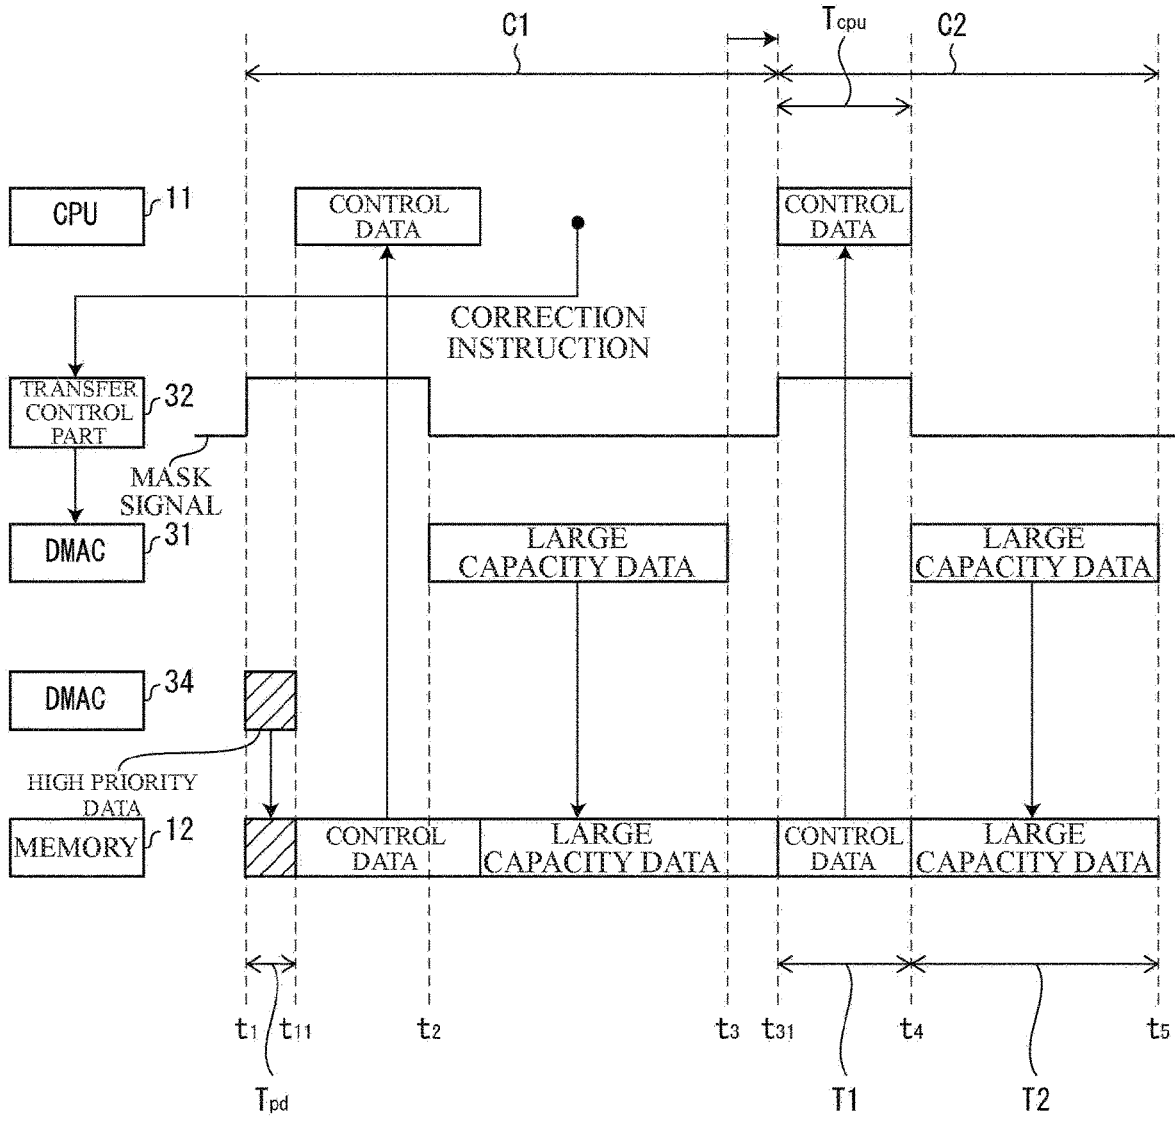 C1
Tcpu
C2
CPU
11
CONTROL
DATA
CONTROL
DATA
CORRECTION
INSTRUCTION
TRANSFER
CONTROL
PART
32
MASK
SIGNAL
DMAC
31
LARGE
CAPACITY DATA
LARGE
CAPACITY DATA
DMAC
34
HIGH PRIORITY
DATA
MEMORY
12
CONTROL
DATA
LARGE
CAPACITY DATA
CONTROL
DATA
LARGE
CAPACITY DATA
t1
t11
t2
t3
t31
t4
t5
Tpd
T1
T2